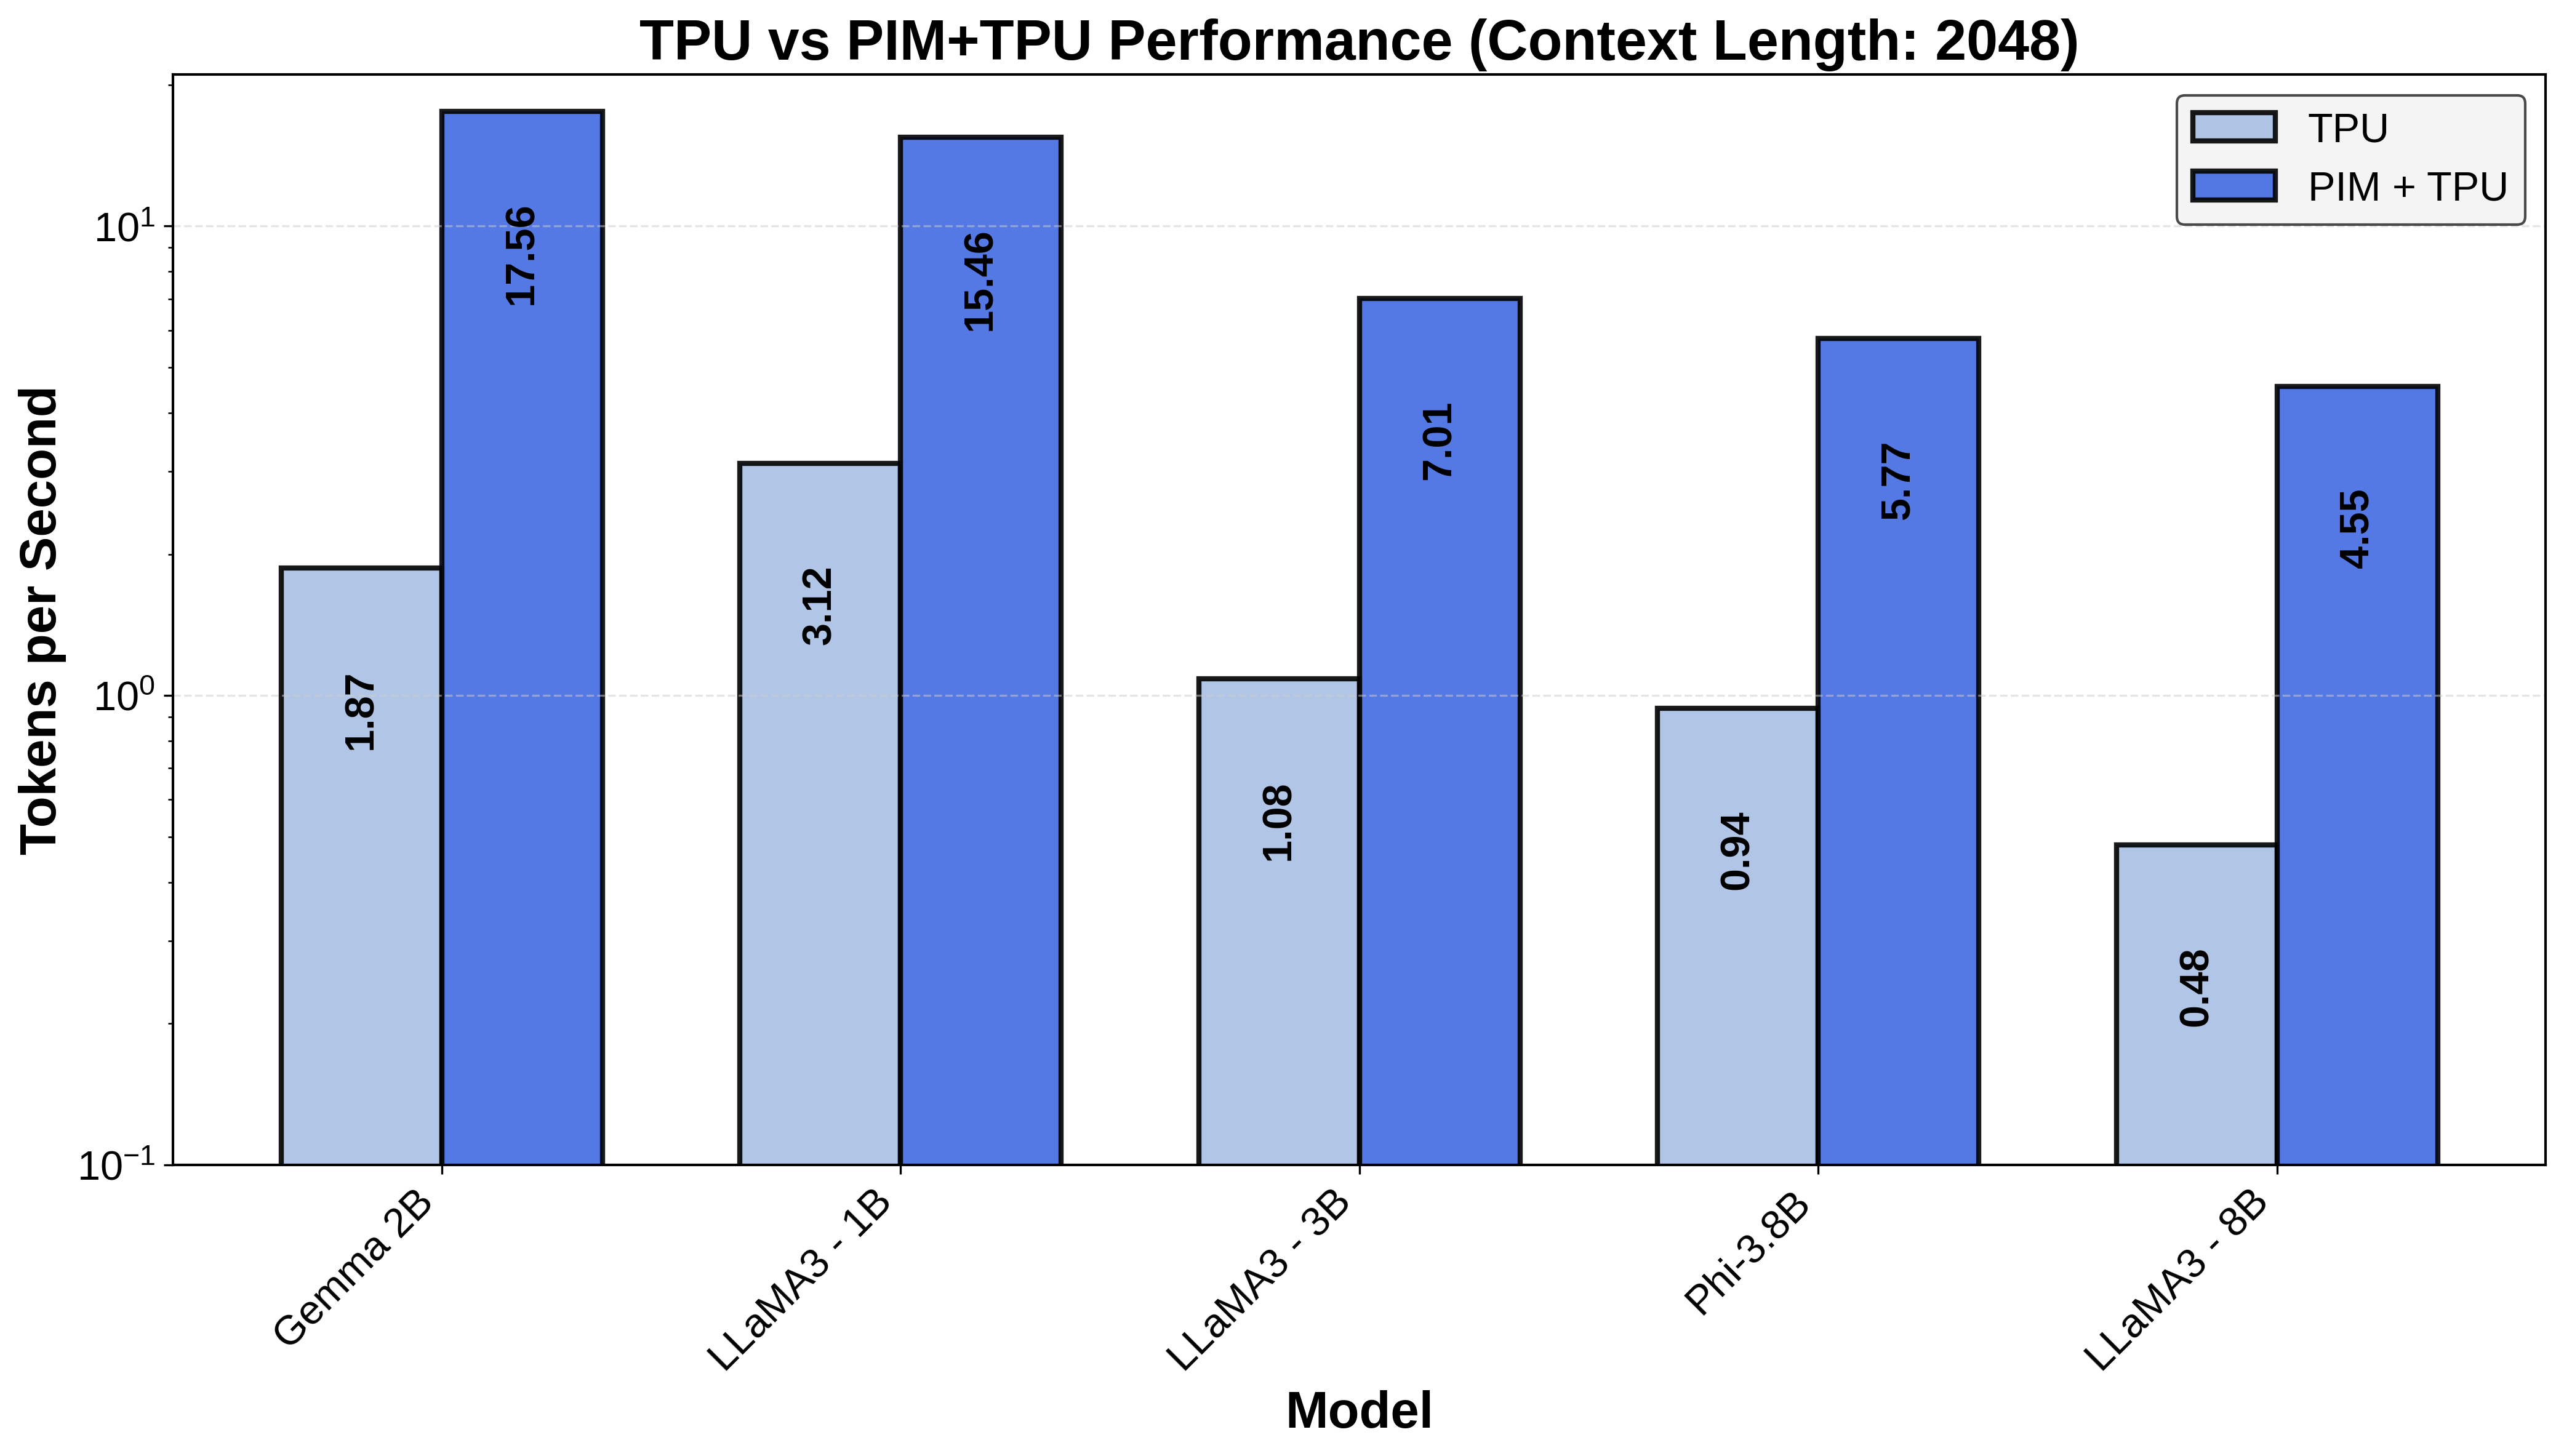 TPU vs PIM+TPU Performance (Context Length: 2048)
TPU
PIM + TPU
Tokens per Second
10¹
10⁰
10⁻¹
1.87
17.56
3.12
15.46
1.08
7.01
0.94
5.77
0.48
4.55
Gemma 2B
LLaMA3 - 1B
LLaMA3 - 3B
Phi-3.8B
LLaMA3 - 8B
Model